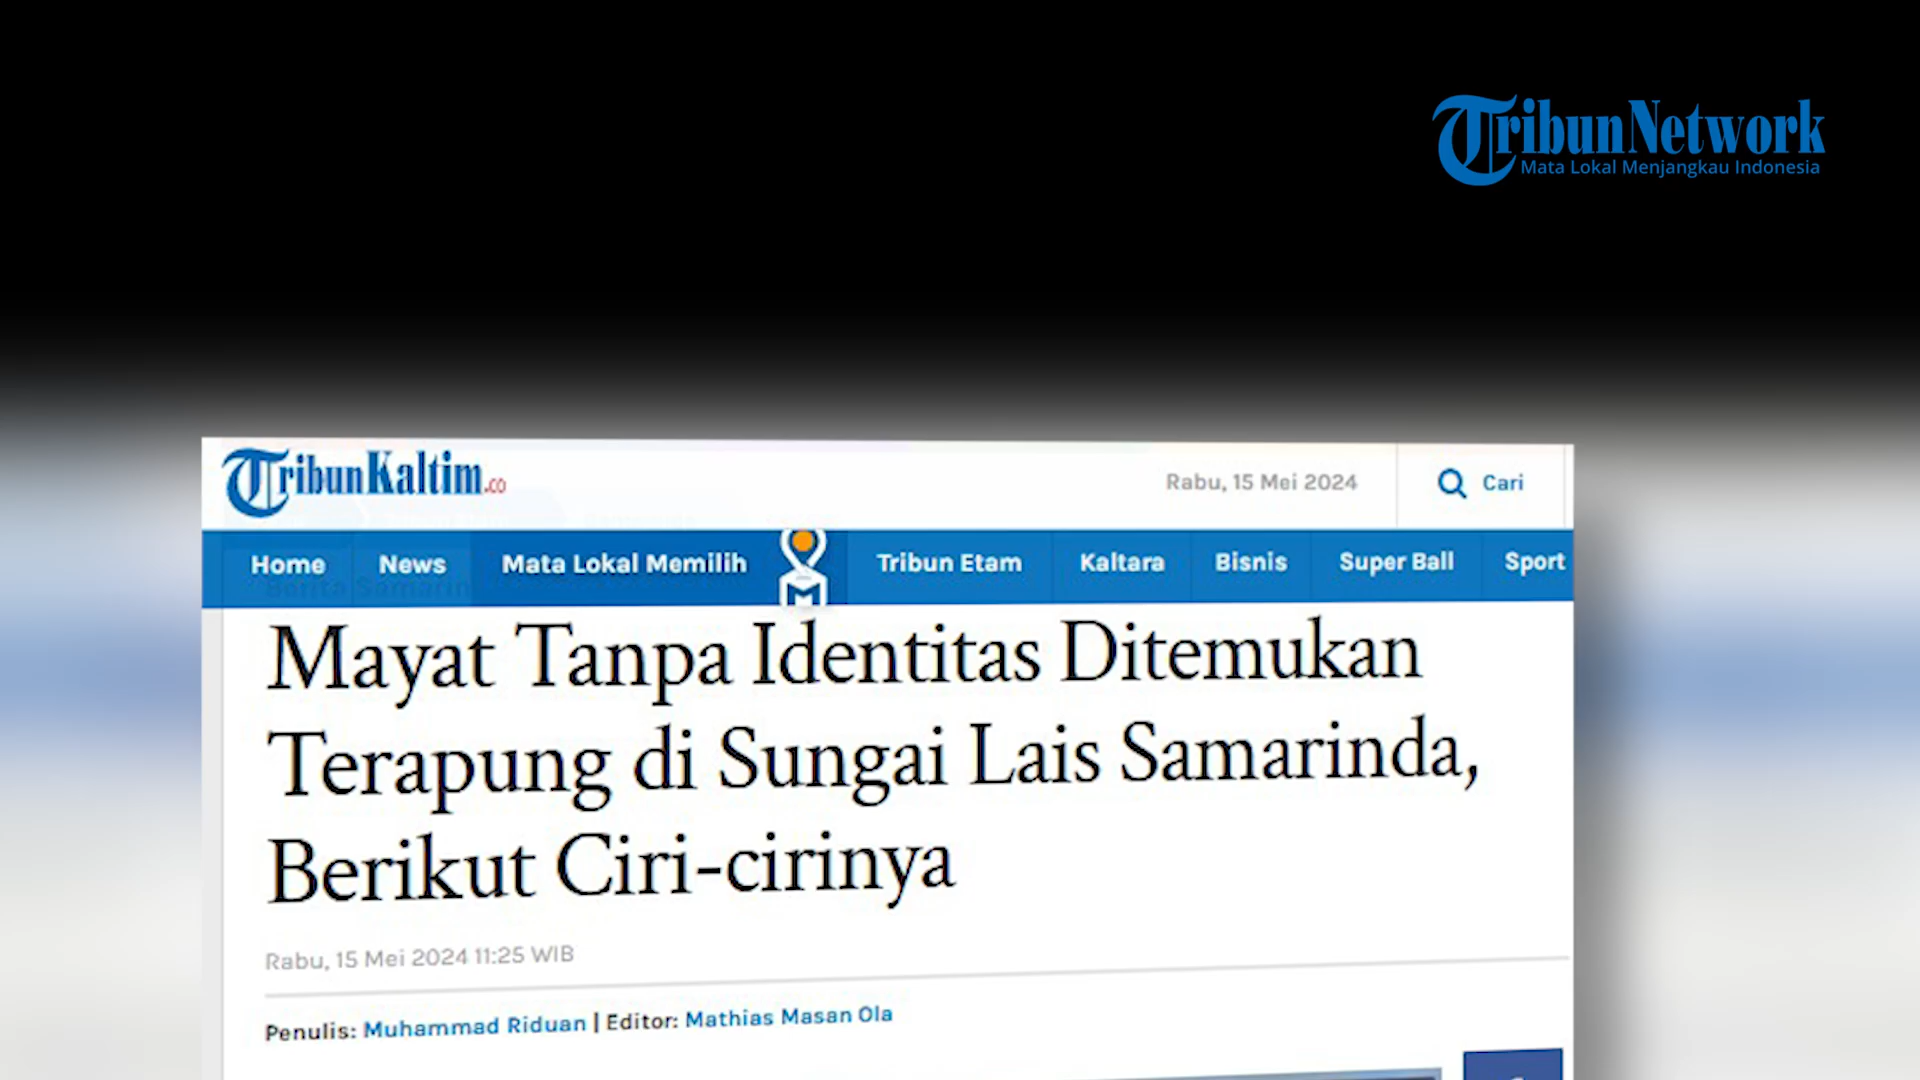 TribunNetwork
Mata Lokal Menjangkau Indonesia
TribunKaltim.co
Rabu, 15 Mei 2024
Cari
Home News Mata Lokal Memilih Tribun Etam Kaltara Bisnis Super Ball Sport
Berita Samarin
Mayat Tanpa Identitas Ditemukan
Terapung di Sungai Lais Samarinda,
Berikut Ciri-cirinya
Rabu, 15 Mei 2024 11:25 WIB
Penulis: Muhammad Riduan | Editor: Mathias Masan Ola